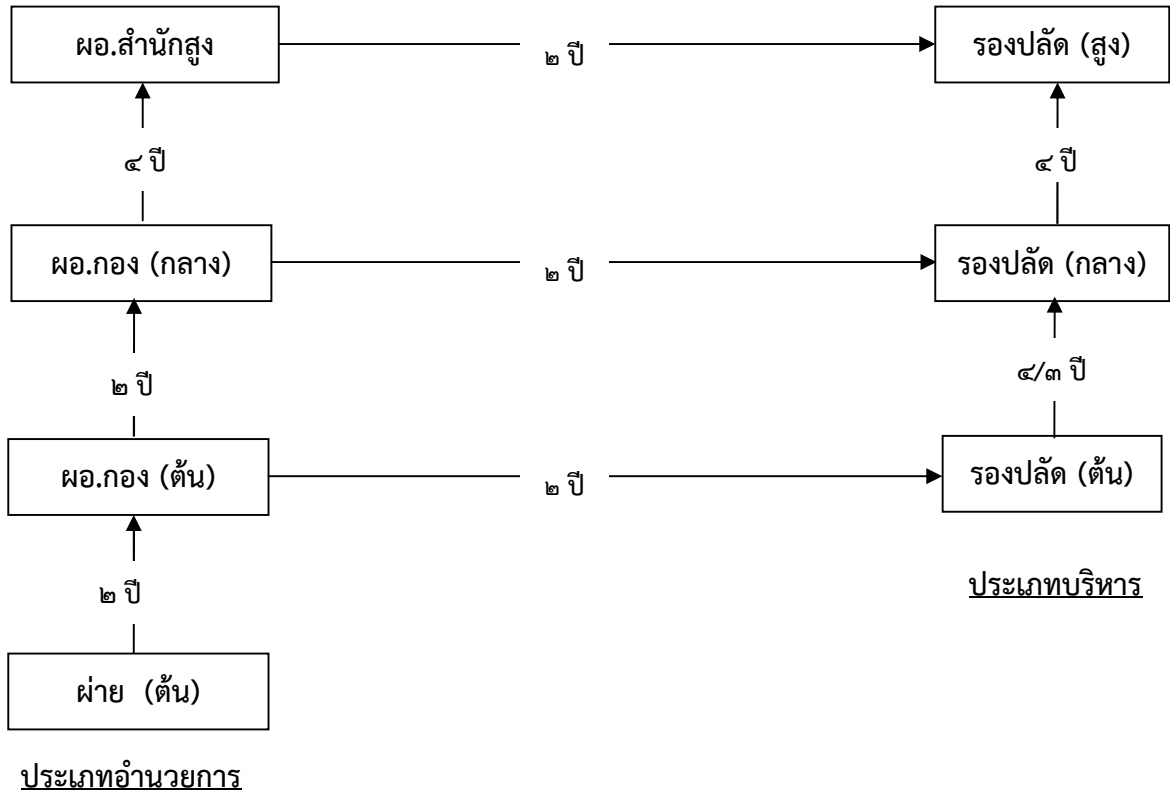 ผอ.สำนักสูง
๒ ปี
รองปลัด (สูง)
๔ ปี
๔ ปี
ผอ.กอง (กลาง)
๒ ปี
รองปลัด (กลาง)
๒ ปี
๔/๓ ปี
ผอ.กอง (ต้น)
๒ ปี
รองปลัด (ต้น)
๒ ปี
ประเภทบริหาร
ฝ่าย (ต้น)
ประเภทอำนวยการ